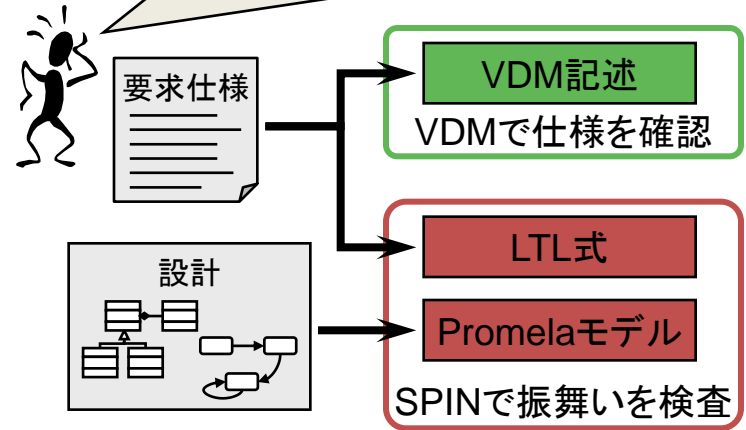 要求仕様
VDM記述
VDMで仕様を確認
設計
LTL式
Promelaモデル
SPINで振舞いを検査